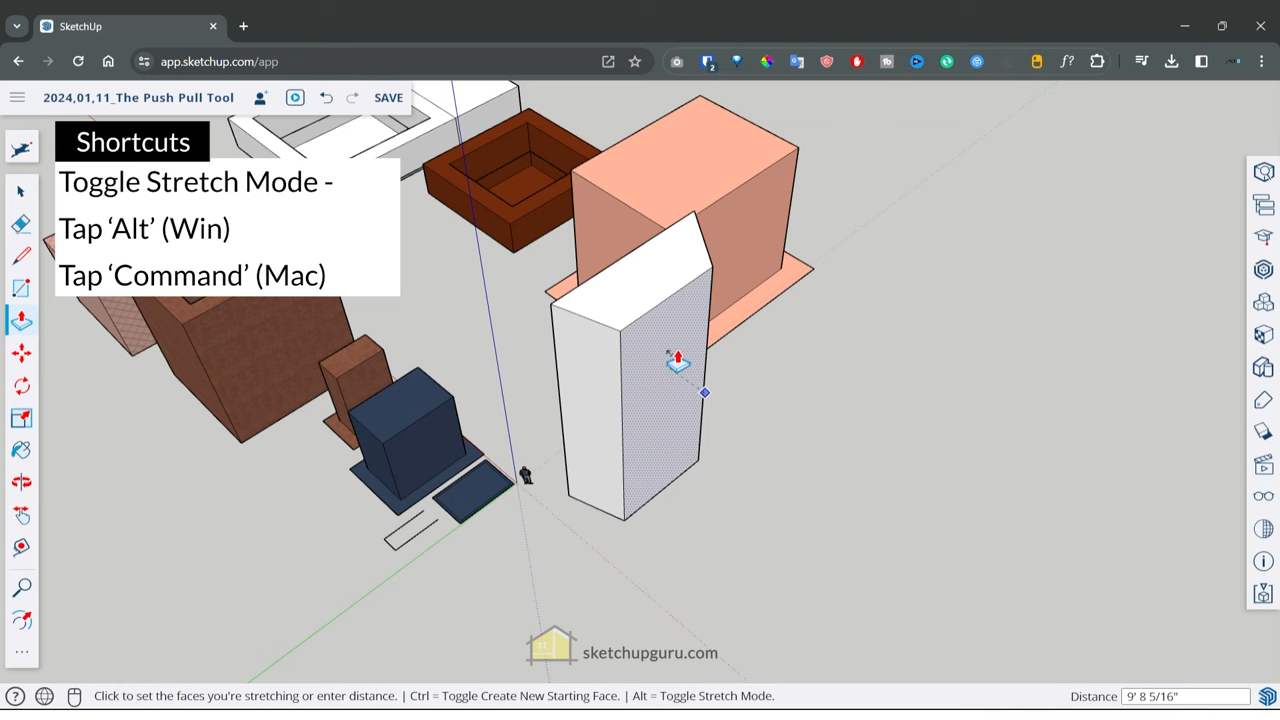 SketchUp
app.sketchup.com/app
2024,01,11_The Push Pull Tool
SAVE
Shortcuts
Toggle Stretch Mode -
Tap ‘Alt’ (Win)
Tap ‘Command’ (Mac)
sketchupguru.com
Click to set the faces you're stretching or enter distance. | Ctrl = Toggle Create New Starting Face. | Alt = Toggle Stretch Mode.
Distance 9' 8 5/16"